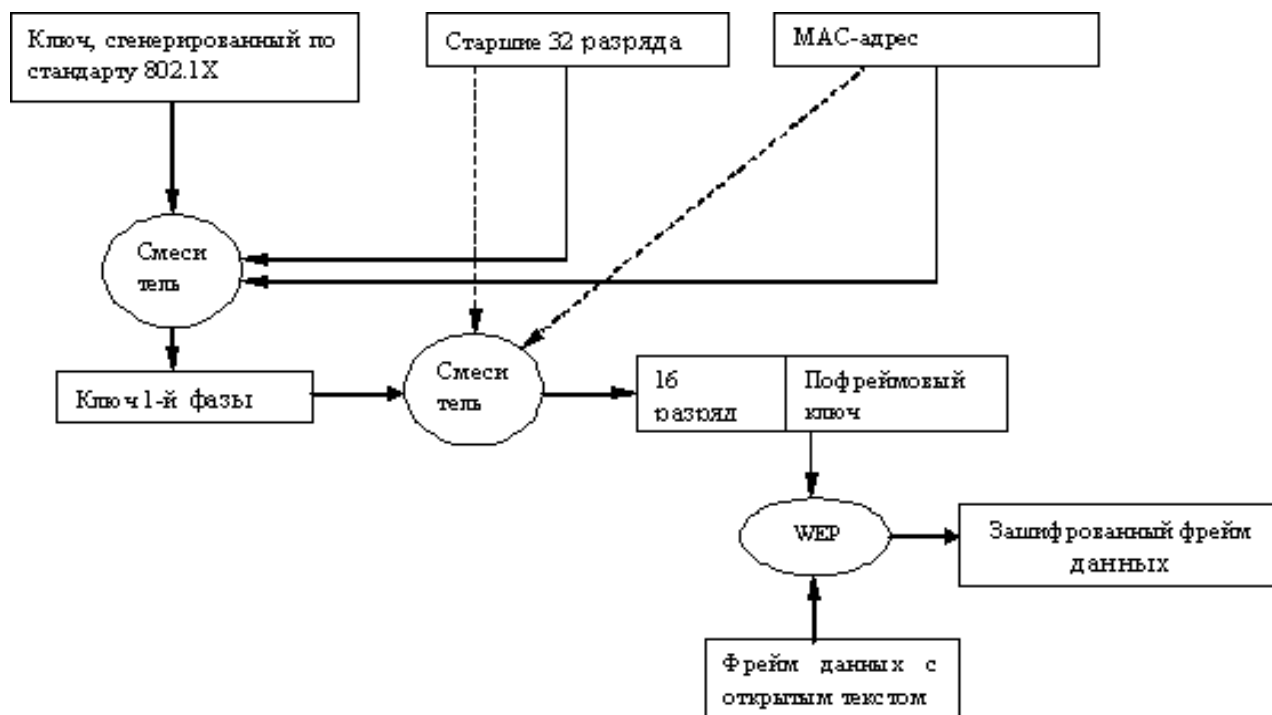 Ключ, сгенерированный по
стандарту 802.1X
Старшие 32 разряда
MAC-адрес
Смеси
тель
Ключ 1-й фазы
Смеси
тель
16
разряд
Пофреймовый
ключ
WEP
Зашифрованный фрейм
данных
Фрейм данных с
открытым текстом